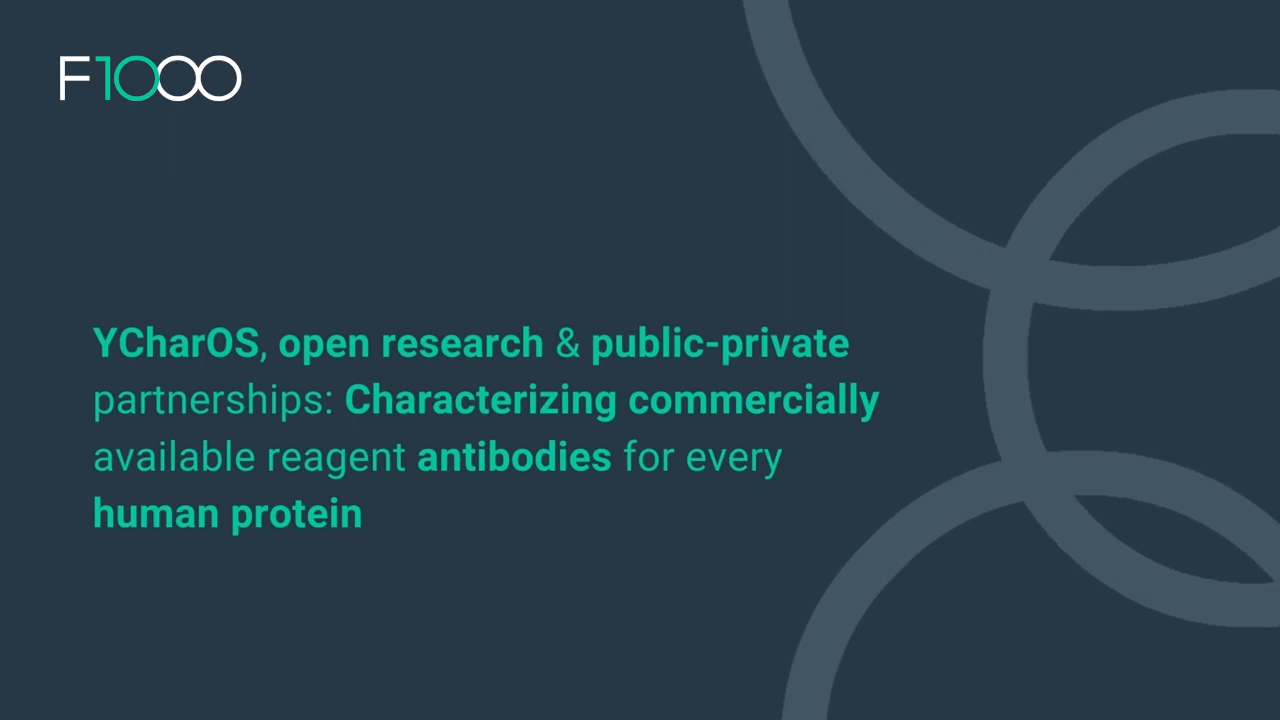 F1000
YCharOS, open research & public-private
partnerships: Characterizing commercially
available reagent antibodies for every
human protein